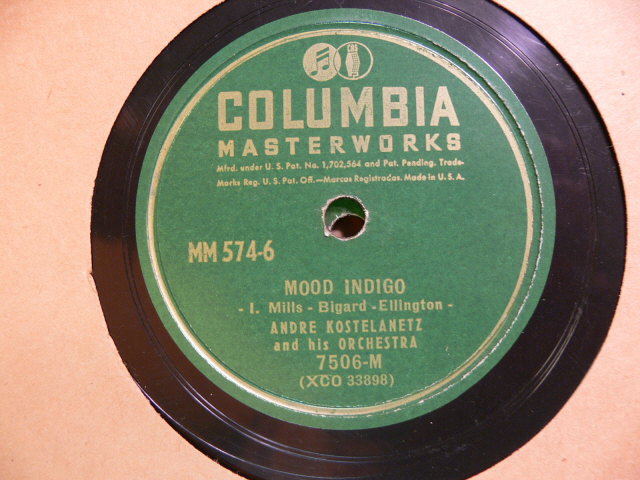 COLUMBIA
MASTERWORKS
Mfrd. under U. S. Pat. No. 1,702,564 and Pat. Pending. Trade-
Marks Reg. U. S. Pat. Off.—Marcas Registradas. Made in U. S. A.
MM 574-6
MOOD INDIGO
- I. Mills - Bigard - Ellington -
ANDRE KOSTELANETZ
and his ORCHESTRA
7506-M
(XCO 33898)